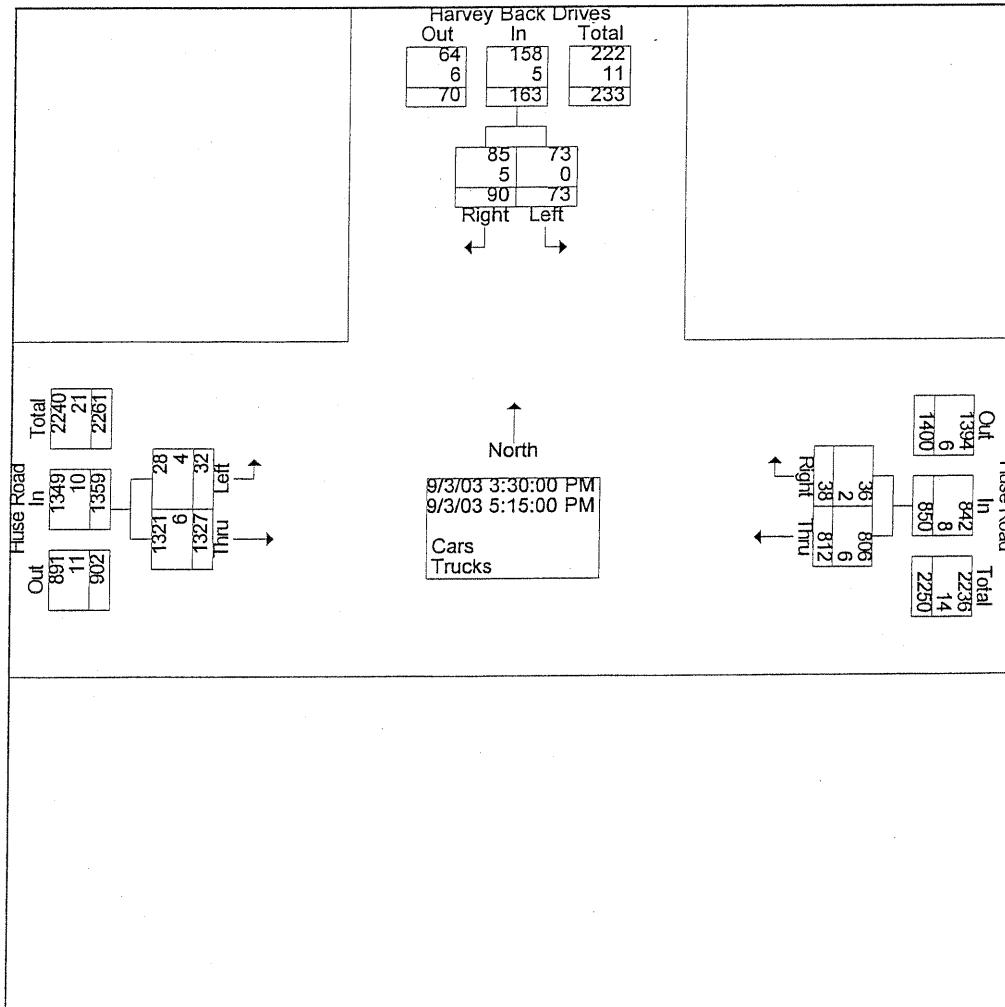 Harvey Back Drives
Out In Total
64 158 222
6 5 11
70 163 233
85 73
5 0
90 73
Right Left
Huse Road
Total
2240
21
2261
In
1349
10
1359
Out
891
11
902
Left
28
4
32
Thru
1321
6
1327
North
9/3/03 3:30:00 PM
9/3/03 5:15:00 PM
Cars
Trucks
Right
36
2
38
Thru
806
6
812
Huse Road
Out
1394
6
1400
In
842
8
850
Total
2236
14
2250